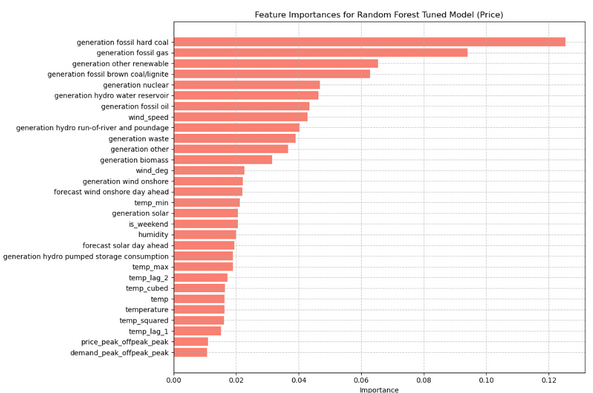 Feature Importances for Random Forest Tuned Model (Price)
generation fossil hard coal
generation fossil gas
generation other renewable
generation fossil brown coal/lignite
generation nuclear
generation hydro water reservoir
generation fossil oil
wind_speed
generation hydro run-of-river and poundage
generation waste
generation other
generation biomass
wind_deg
generation wind onshore
forecast wind onshore day ahead
temp_min
generation solar
is_weekend
humidity
forecast solar day ahead
generation hydro pumped storage consumption
temp_max
temp_lag_2
temp_cubed
temp
temperature
temp_squared
temp_lag_1
price_peak_offpeak_peak
demand_peak_offpeak_peak
0.00 0.02 0.04 0.06 0.08 0.10 0.12
Importance